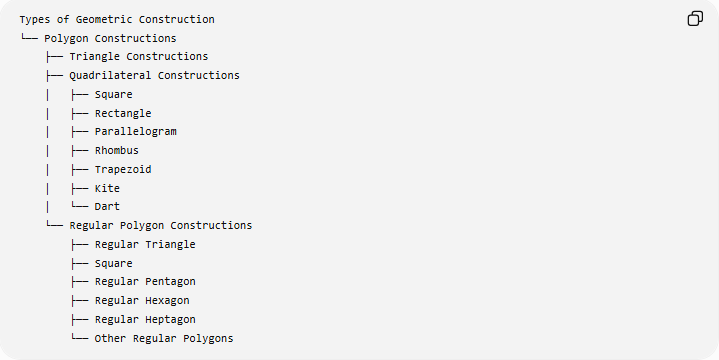 Types of Geometric Construction
└── Polygon Constructions
    ├── Triangle Constructions
    ├── Quadrilateral Constructions
    │   ├── Square
    │   ├── Rectangle
    │   ├── Parallelogram
    │   ├── Rhombus
    │   ├── Trapezoid
    │   ├── Kite
    │   └── Dart
    └── Regular Polygon Constructions
        ├── Regular Triangle
        ├── Square
        ├── Regular Pentagon
        ├── Regular Hexagon
        ├── Regular Heptagon
        └── Other Regular Polygons